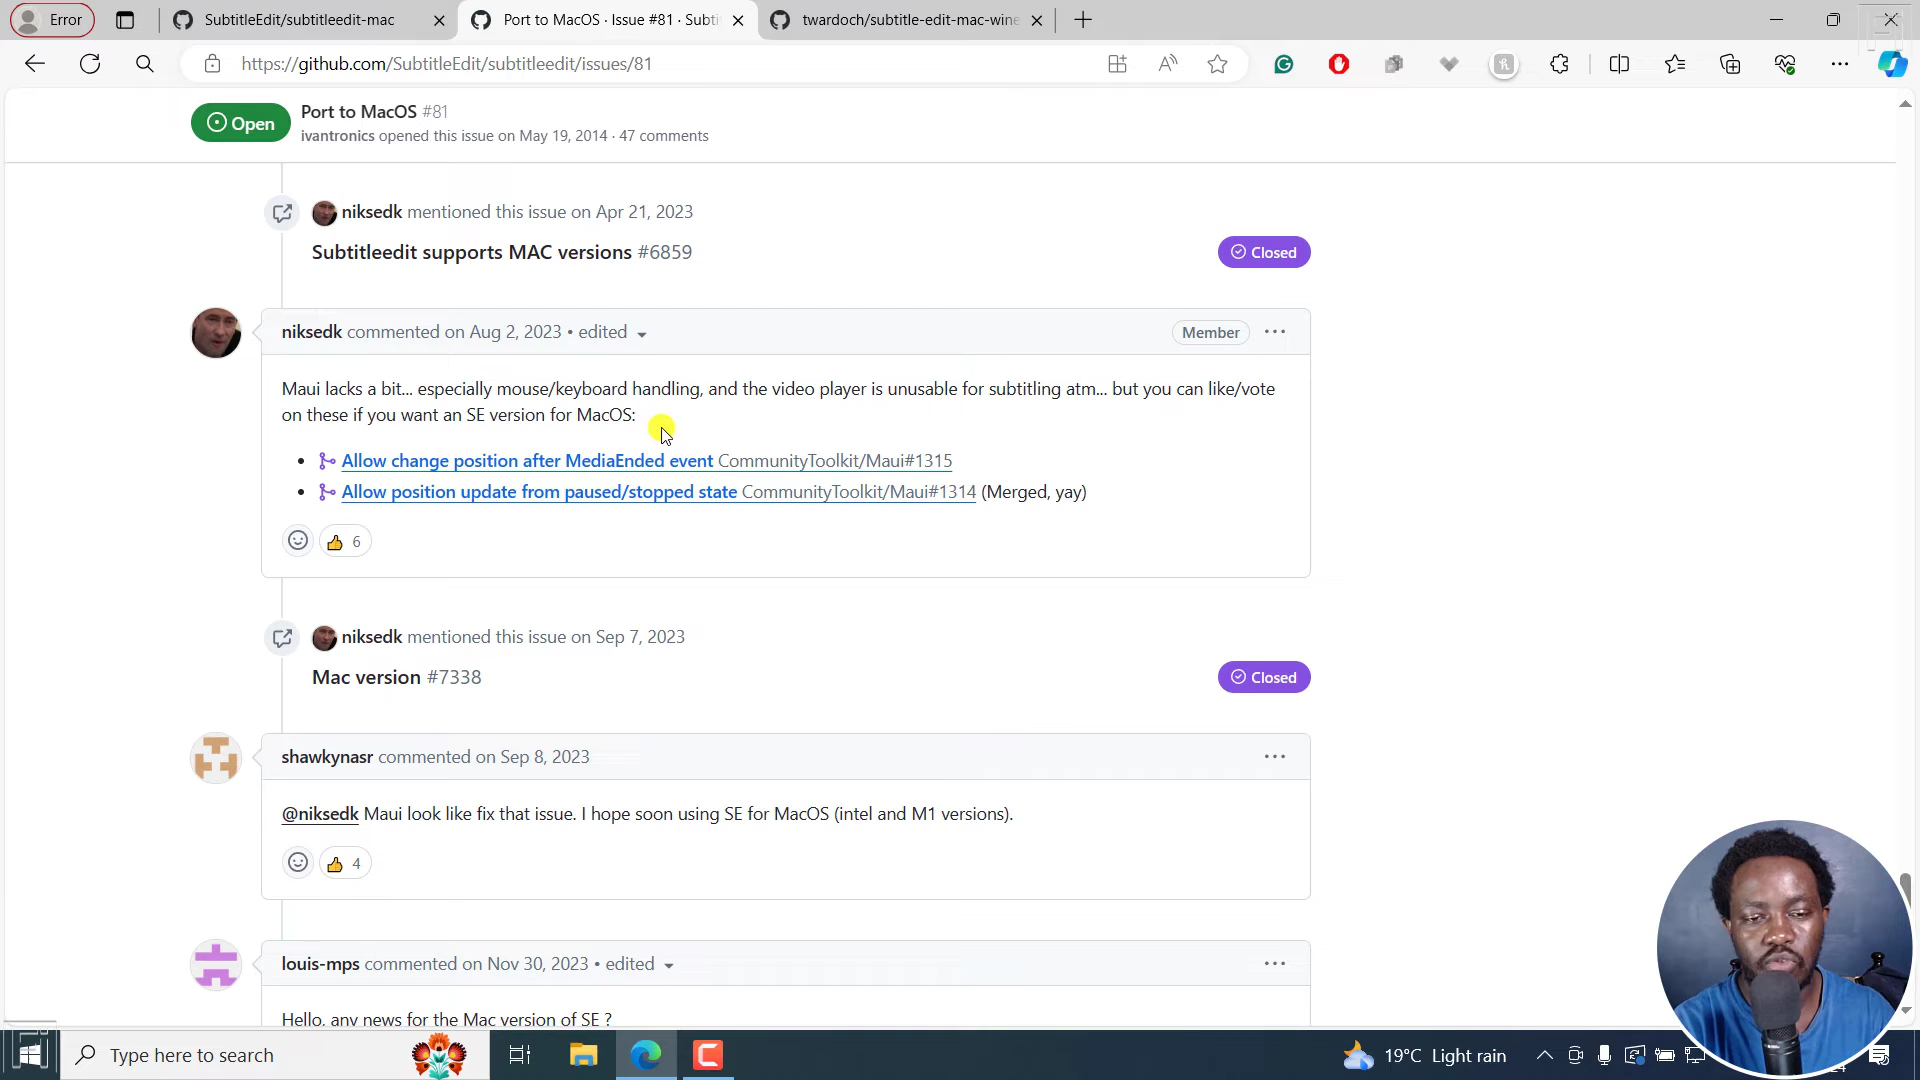 Error
SubtitleEdit/subtitleedit-mac
Port to MacOS · Issue #81 · Subti
twardoch/subtitle-edit-mac-wine
https://github.com/SubtitleEdit/subtitleedit/issues/81
Open
Port to MacOS #81
ivantronics opened this issue on May 19, 2014 · 47 comments
niksedk mentioned this issue on Apr 21, 2023
Subtitleedit supports MAC versions #6859
Closed
niksedk commented on Aug 2, 2023 • edited
Member
Maui lacks a bit... especially mouse/keyboard handling, and the video player is unusable for subtitling atm... but you can like/vote
on these if you want an SE version for MacOS:
• Allow change position after MediaEnded event CommunityToolkit/Maui#1315
• Allow position update from paused/stopped state CommunityToolkit/Maui#1314 (Merged, yay)
6
niksedk mentioned this issue on Sep 7, 2023
Mac version #7338
Closed
shawkynasr commented on Sep 8, 2023
@niksedk Maui look like fix that issue. I hope soon using SE for MacOS (intel and M1 versions).
4
louis-mps commented on Nov 30, 2023 • edited
Hello, any news for the Mac version of SE ?
Type here to search
19°C Light rain